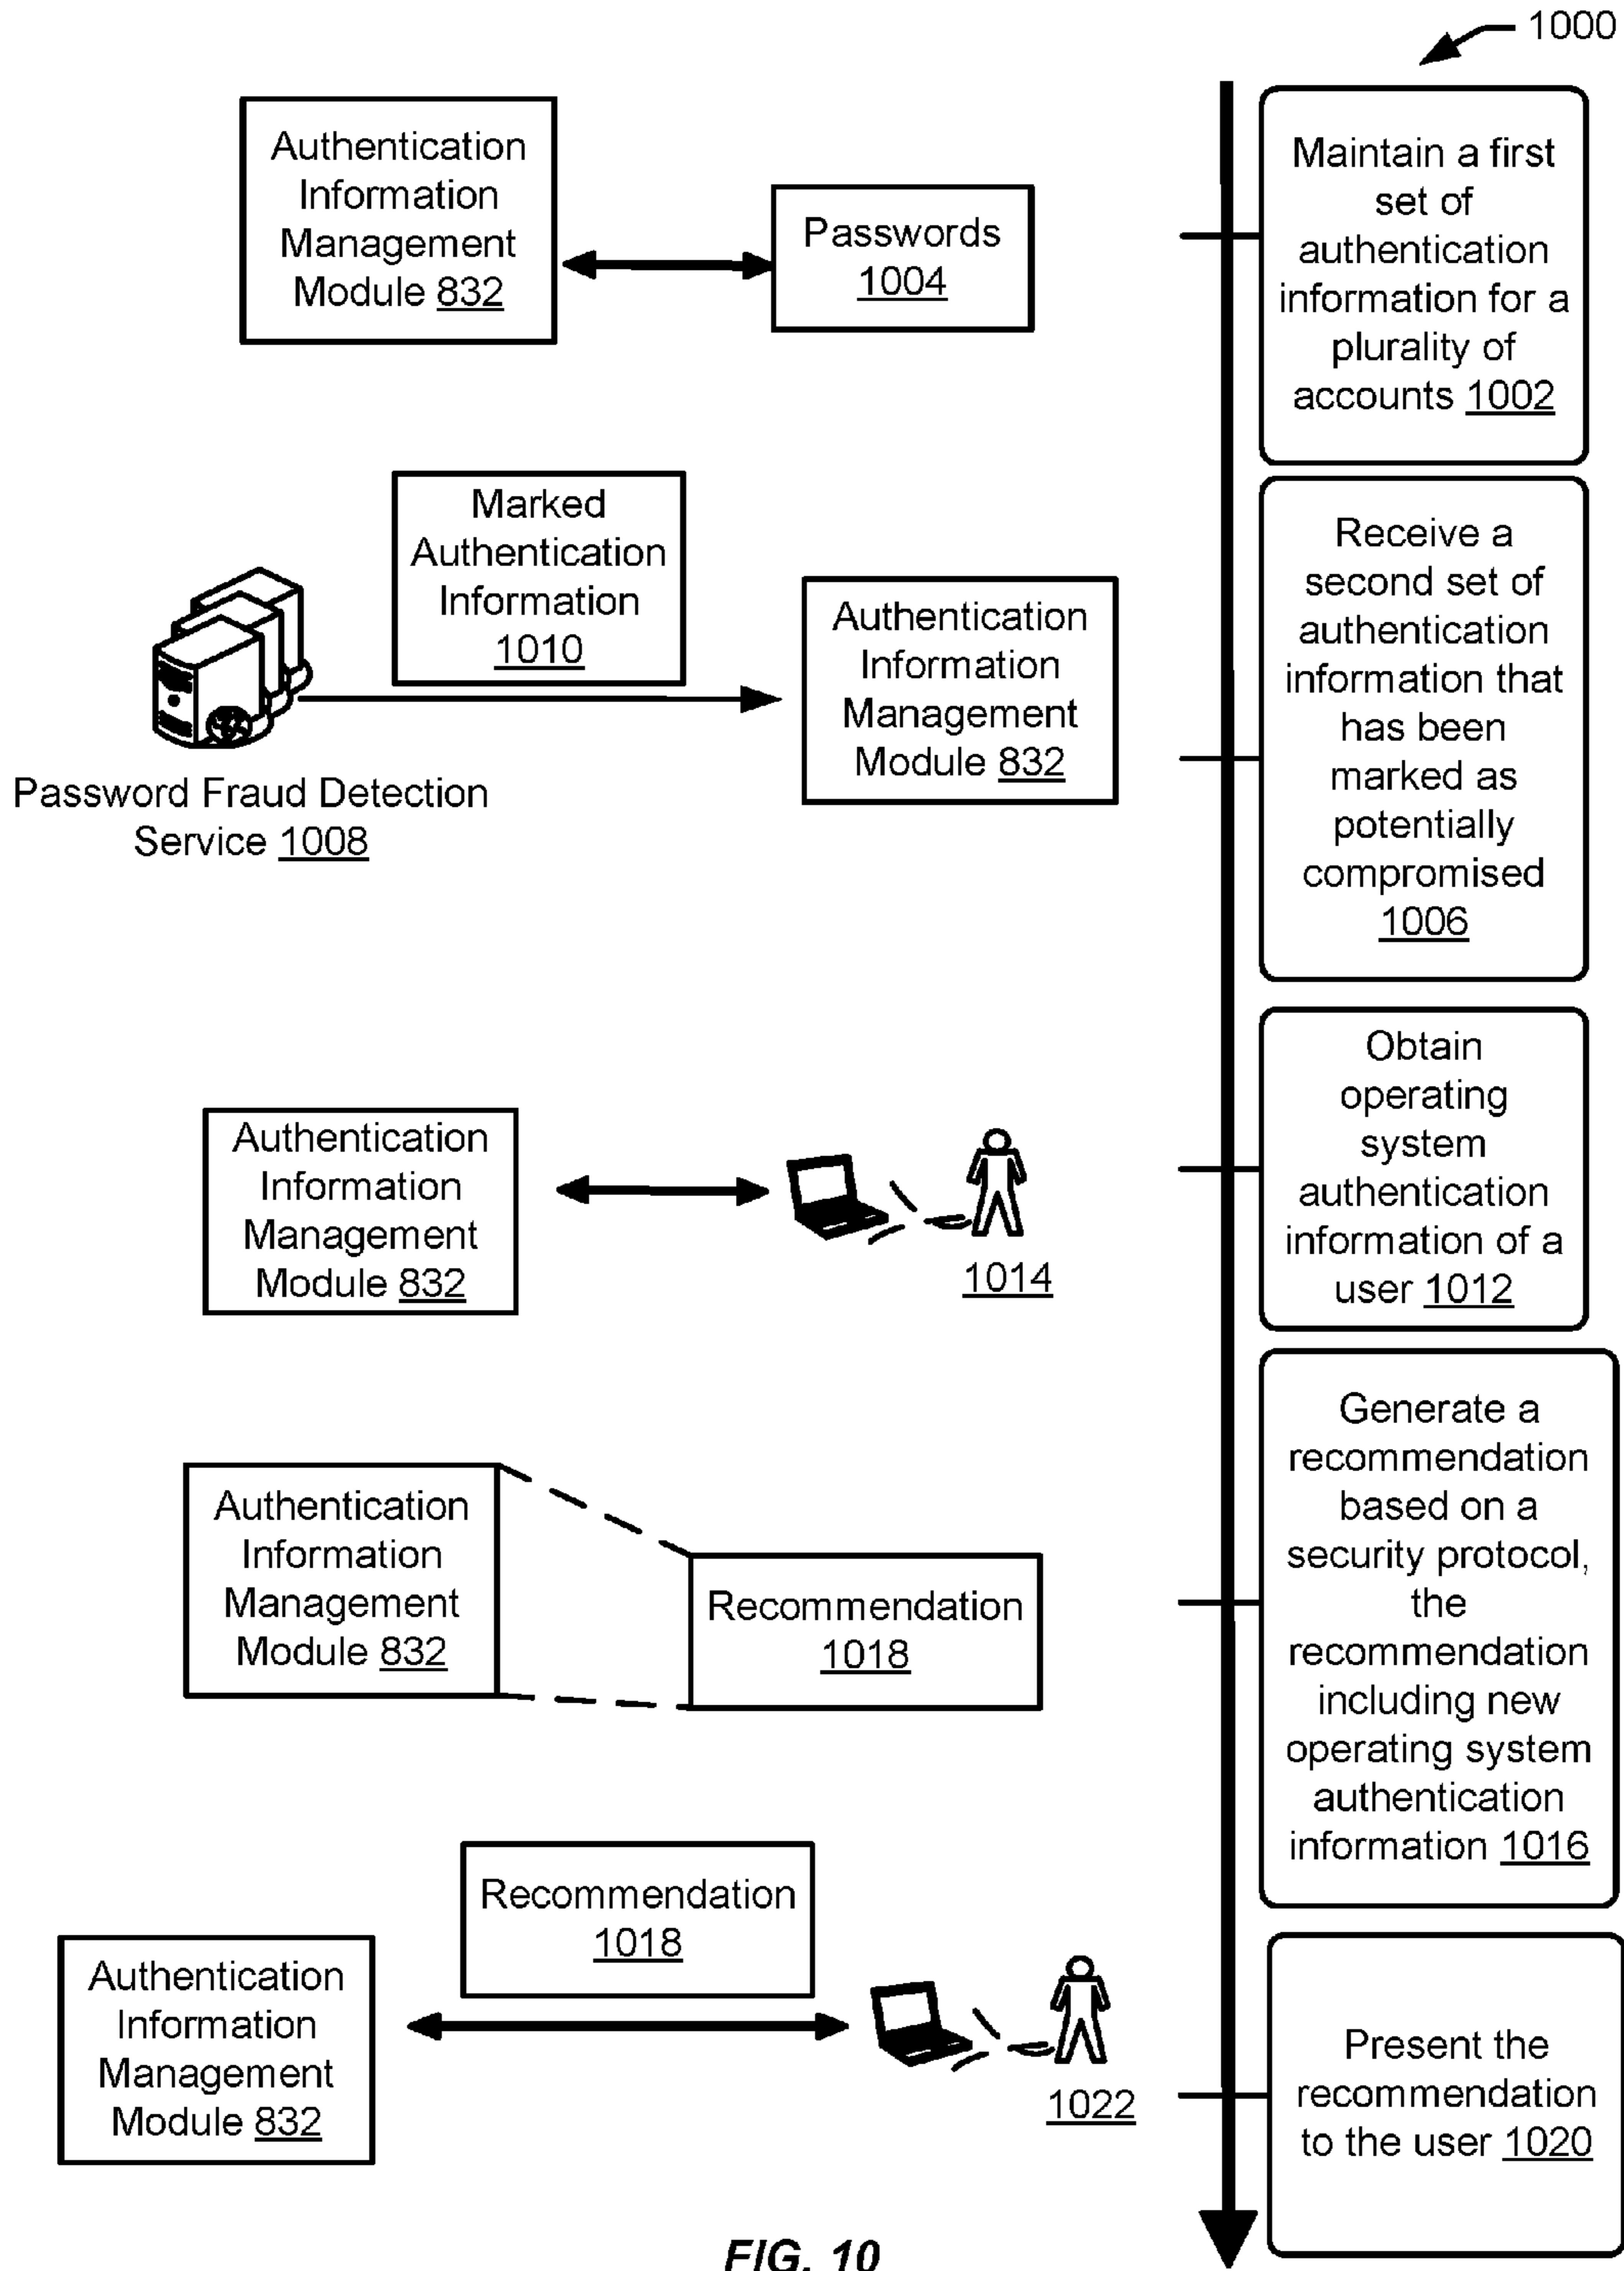 1000
Authentication
Information
Management
Module 832
Passwords
1004
Maintain a first
set of
authentication
information for a
plurality of
accounts 1002
Marked
Authentication
Information
1010
Password Fraud Detection
Service 1008
Authentication
Information
Management
Module 832
Receive a
second set of
authentication
information that
has been
marked as
potentially
compromised
1006
Authentication
Information
Management
Module 832
1014
Obtain
operating
system
authentication
information of a
user 1012
Authentication
Information
Management
Module 832
Recommendation
1018
Generate a
recommendation
based on a
security protocol,
the
recommendation
including new
operating system
authentication
information 1016
Authentication
Information
Management
Module 832
Recommendation
1018
1022
Present the
recommendation
to the user 1020
FIG. 10